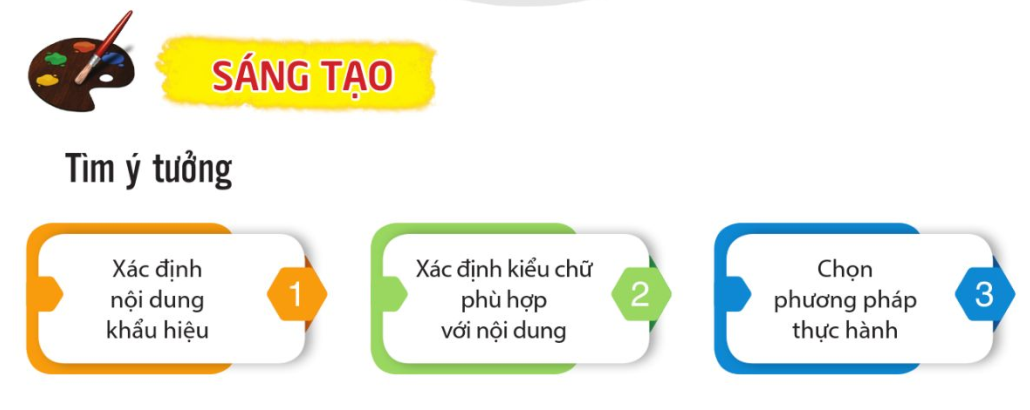 SÁNG TẠO
Tìm ý tưởng
Xác định
nội dung
khẩu hiệu
1
Xác định kiểu chữ
phù hợp
với nội dung
2
Chọn
phương pháp
thực hành
3